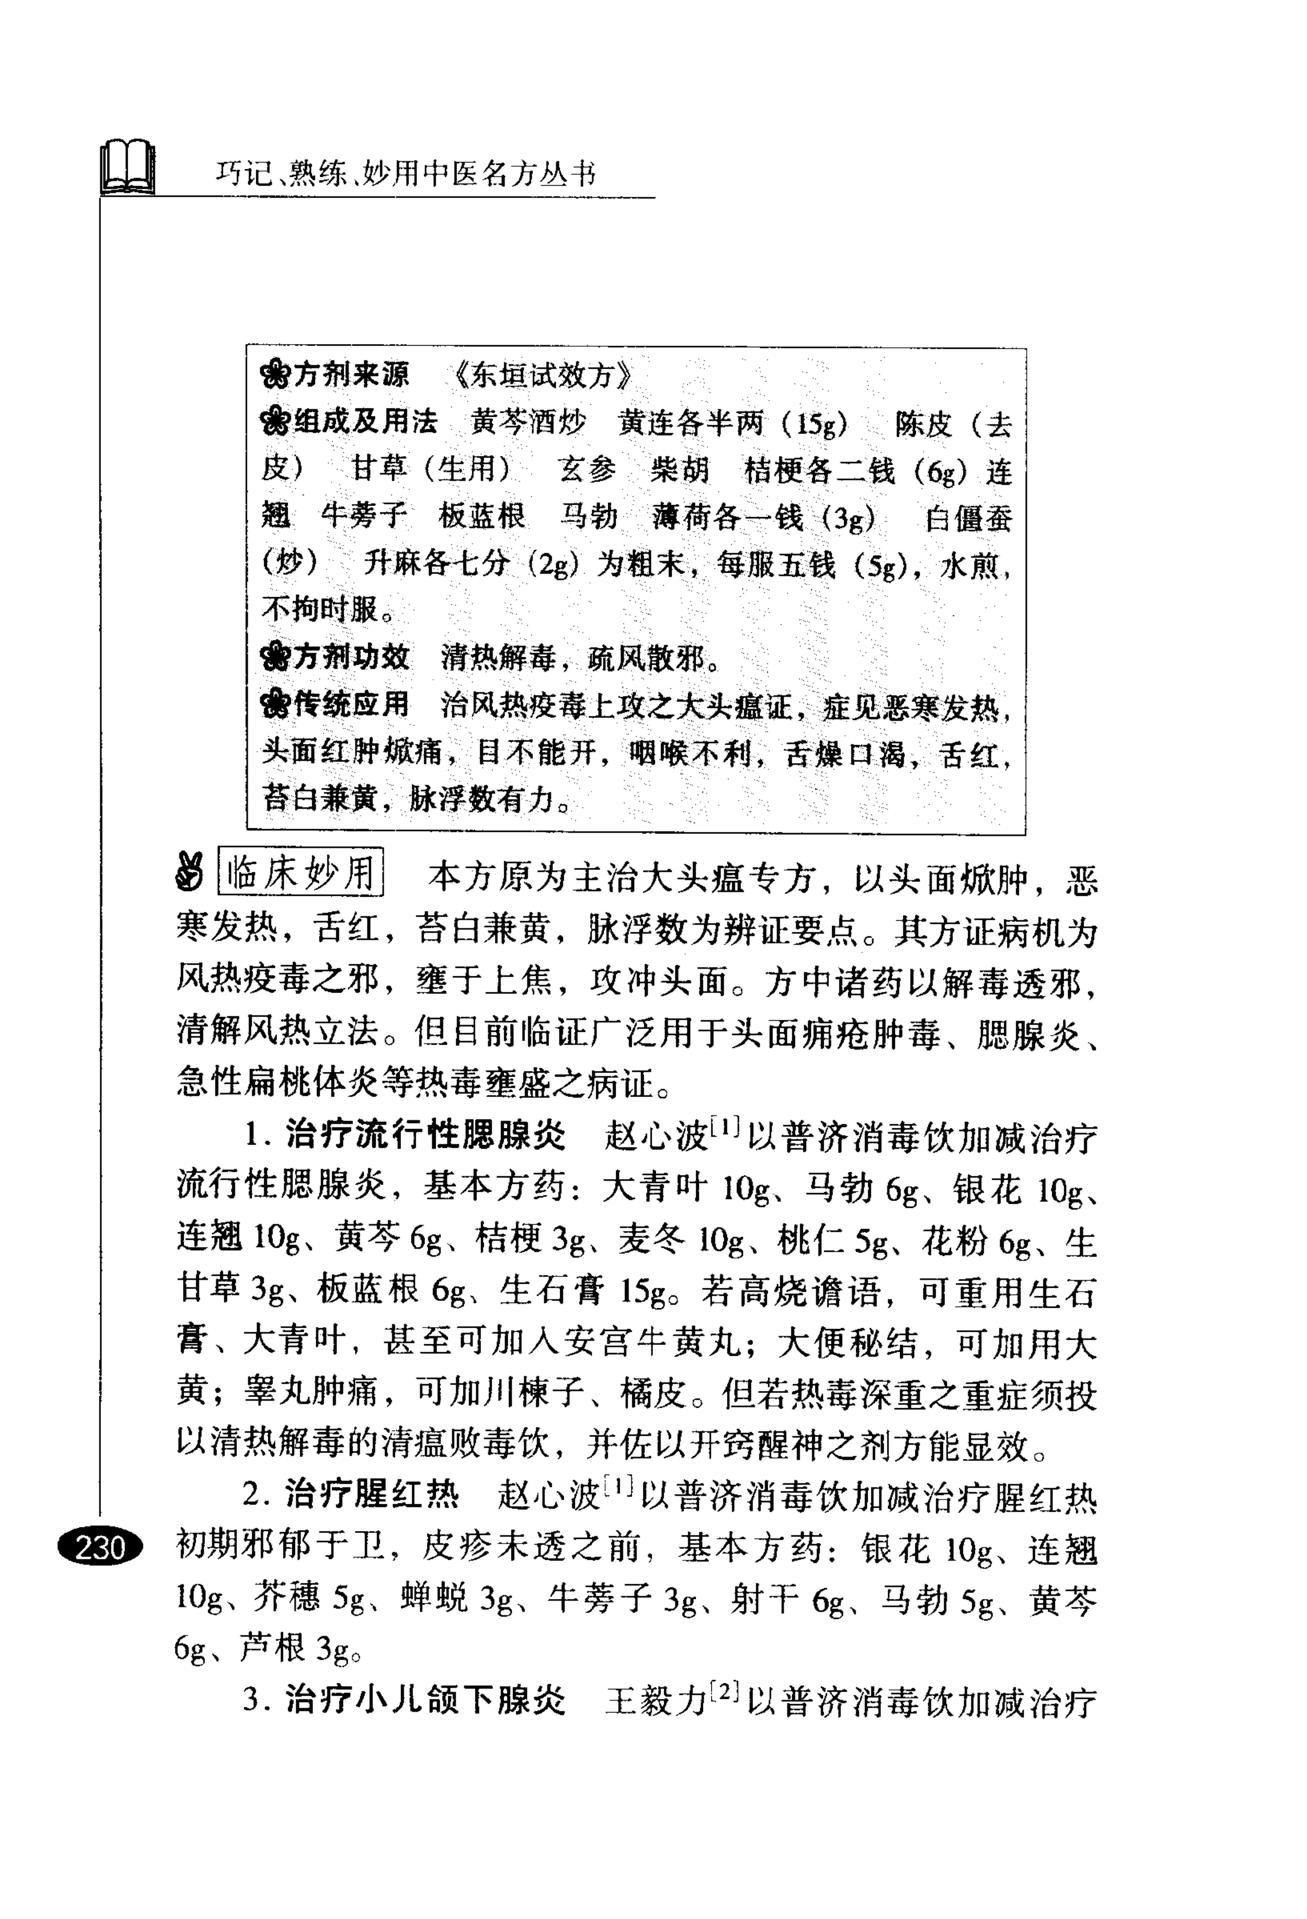 巧记、熟练、妙用中医名方丛书
方剂来源 《东垣试效方》
组成及用法 黄芩酒炒 黄连各半两（15g） 陈皮（去
皮） 甘草（生用） 玄参 柴胡 桔梗各二钱（6g）连
翘 牛蒡子 板蓝根 马勃 薄荷各一钱（3g） 白僵蚕
（炒） 升麻各七分（2g）为粗末，每服五钱（5g），水煎，
不拘时服。
方剂功效 清热解毒，疏风散邪。
传统应用 治风热疫毒上攻之大头瘟证，症见恶寒发热，
头面红肿焮痛，目不能开，咽喉不利，舌燥口渴，舌红，
苔白兼黄，脉浮数有力。
临床妙用 本方原为主治大头瘟专方，以头面焮肿，恶
寒发热，舌红，苔白兼黄，脉浮数为辨证要点。其方证病机为
风热疫毒之邪，壅于上焦，攻冲头面。方中诸药以解毒透邪，
清解风热立法。但目前临证广泛用于头面痈疮肿毒、腮腺炎、
急性扁桃体炎等热毒壅盛之病证。
1. 治疗流行性腮腺炎 赵心波[1]以普济消毒饮加减治疗
流行性腮腺炎，基本方药：大青叶 10g、马勃 6g、银花 10g、
连翘 10g、黄芩 6g、桔梗 3g、麦冬 10g、桃仁 5g、花粉 6g、生
甘草 3g、板蓝根 6g、生石膏 15g。若高烧谵语，可重用生石
膏、大青叶，甚至可加入安宫牛黄丸；大便秘结，可加用大
黄；睾丸肿痛，可加川楝子、橘皮。但若热毒深重之重症须投
以清热解毒的清瘟败毒饮，并佐以开窍醒神之剂方能显效。
2. 治疗腥红热 赵心波[1]以普济消毒饮加减治疗腥红热
初期邪郁于卫，皮疹未透之前，基本方药：银花 10g、连翘
10g、芥穗 5g、蝉蜕 3g、牛蒡子 3g、射干 6g、马勃 5g、黄芩
6g、芦根 3g。
3. 治疗小儿颌下腺炎 王毅力[2]以普济消毒饮加减治疗
230